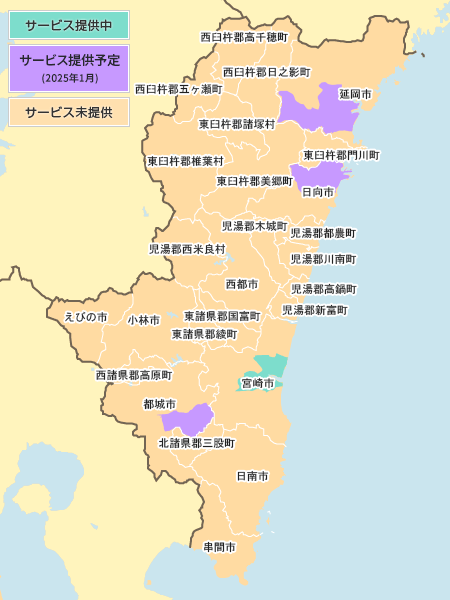 サービス提供中
サービス提供予定
(2025年1月)
サービス未提供
西臼杵郡高千穂町
西臼杵郡日之影町
西臼杵郡五ヶ瀬町
延岡市
東臼杵郡諸塚村
東臼杵郡門川町
東臼杵郡椎葉村
東臼杵郡美郷町
日向市
児湯郡木城町
児湯郡都農町
児湯郡西米良村
児湯郡川南町
西都市
児湯郡高鍋町
児湯郡新富町
えびの市
小林市
東諸県郡国富町
東諸県郡綾町
西諸県郡高原町
宮崎市
都城市
北諸県郡三股町
日南市
串間市